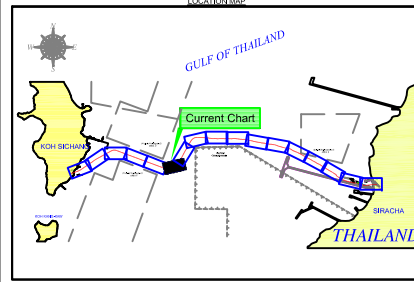 LOCATION MAP
N
W
E
S
GULF OF THAILAND
Current Chart
KOH SICHANG
SIRACHA
THAILAND